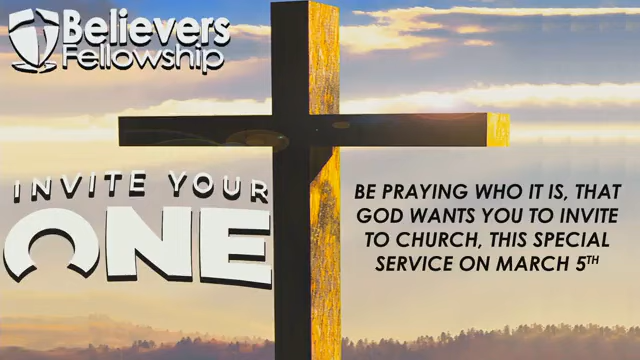 Believers
Fellowship
INVITE YOUR
ONE
BE PRAYING WHO IT IS, THAT
GOD WANTS YOU TO INVITE
TO CHURCH, THIS SPECIAL
SERVICE ON MARCH 5TH